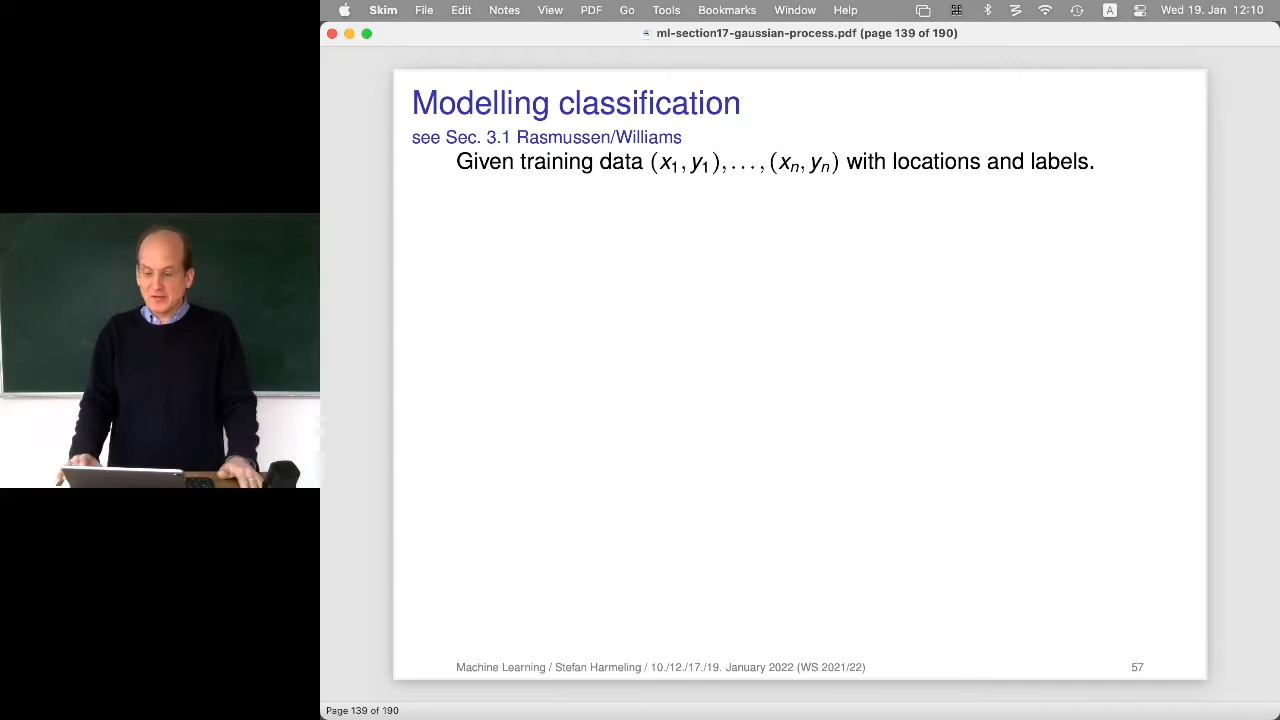 Skim File Edit Notes View PDF Go Tools Bookmarks Window Help A Wed 19. Jan 12:10
ml-section17-gaussian-process.pdf (page 139 of 190)
Modelling classification
see Sec. 3.1 Rasmussen/Williams
Given training data (x₁, y₁), . . . , (xₙ, yₙ) with locations and labels.
Machine Learning / Stefan Harmeling / 10./12./17./19. January 2022 (WS 2021/22) 57
Page 139 of 190